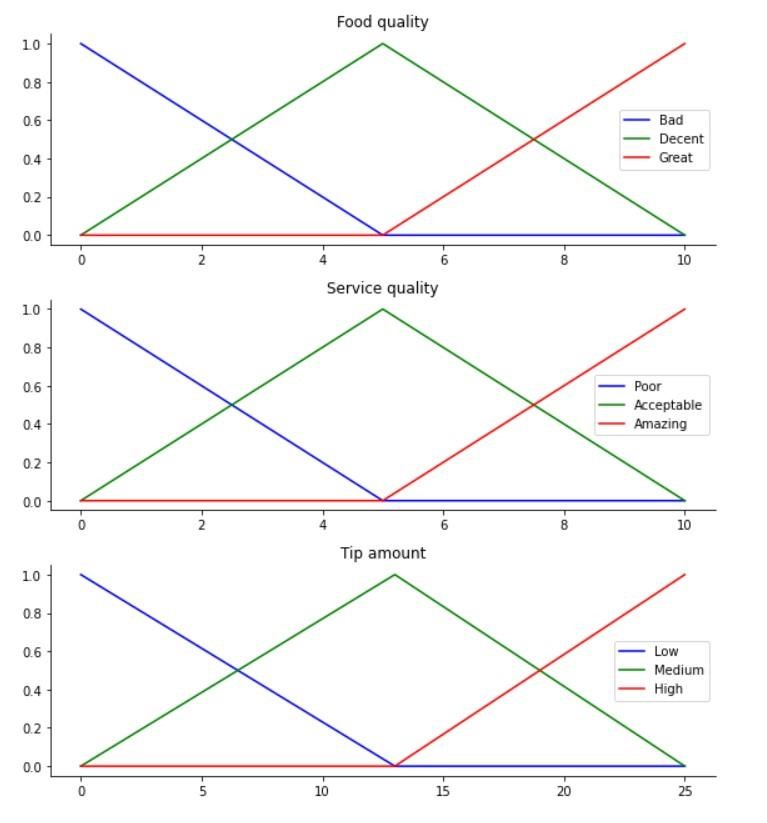 Food quality
1.0
0.8
0.6
0.4
0.2
0.0
Bad
Decent
Great
0 2 4 6 8 10
Service quality
1.0
0.8
0.6
0.4
0.2
0.0
Poor
Acceptable
Amazing
0 2 4 6 8 10
Tip amount
1.0
0.8
0.6
0.4
0.2
0.0
Low
Medium
High
0 5 10 15 20 25